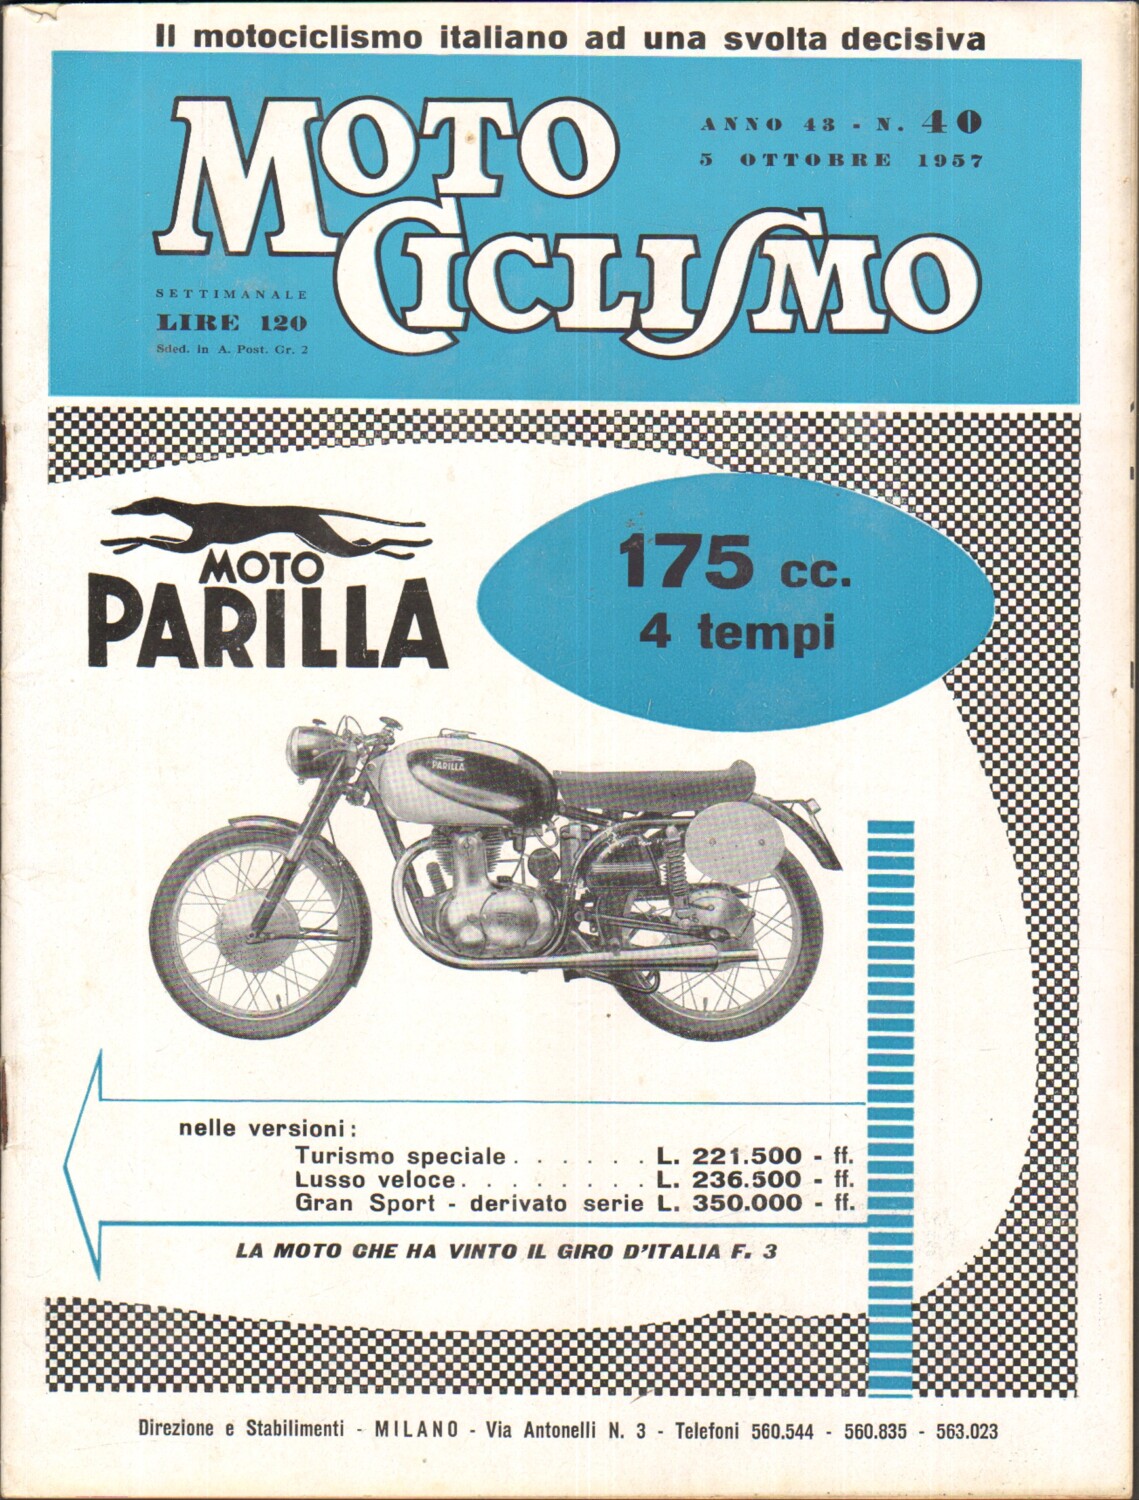 Il motociclismo italiano ad una svolta decisiva
MOTO
CICLISMO
ANNO 43 - N. 40
5 OTTOBRE 1957
SETTIMANALE
LIRE 120
Sded. in A. Post. Gr. 2
MOTO
PARILLA
175 cc.
4 tempi
PARILLA
nelle versioni:
Turismo speciale . . . . . . L. 221.500 - ff.
Lusso veloce . . . . . . . . L. 236.500 - ff.
Gran Sport - derivato serie L. 350.000 - ff.
LA MOTO CHE HA VINTO IL GIRO D'ITALIA F. 3
Direzione e Stabilimenti - MILANO - Via Antonelli N. 3 - Telefoni 560.544 - 560.835 - 563.023